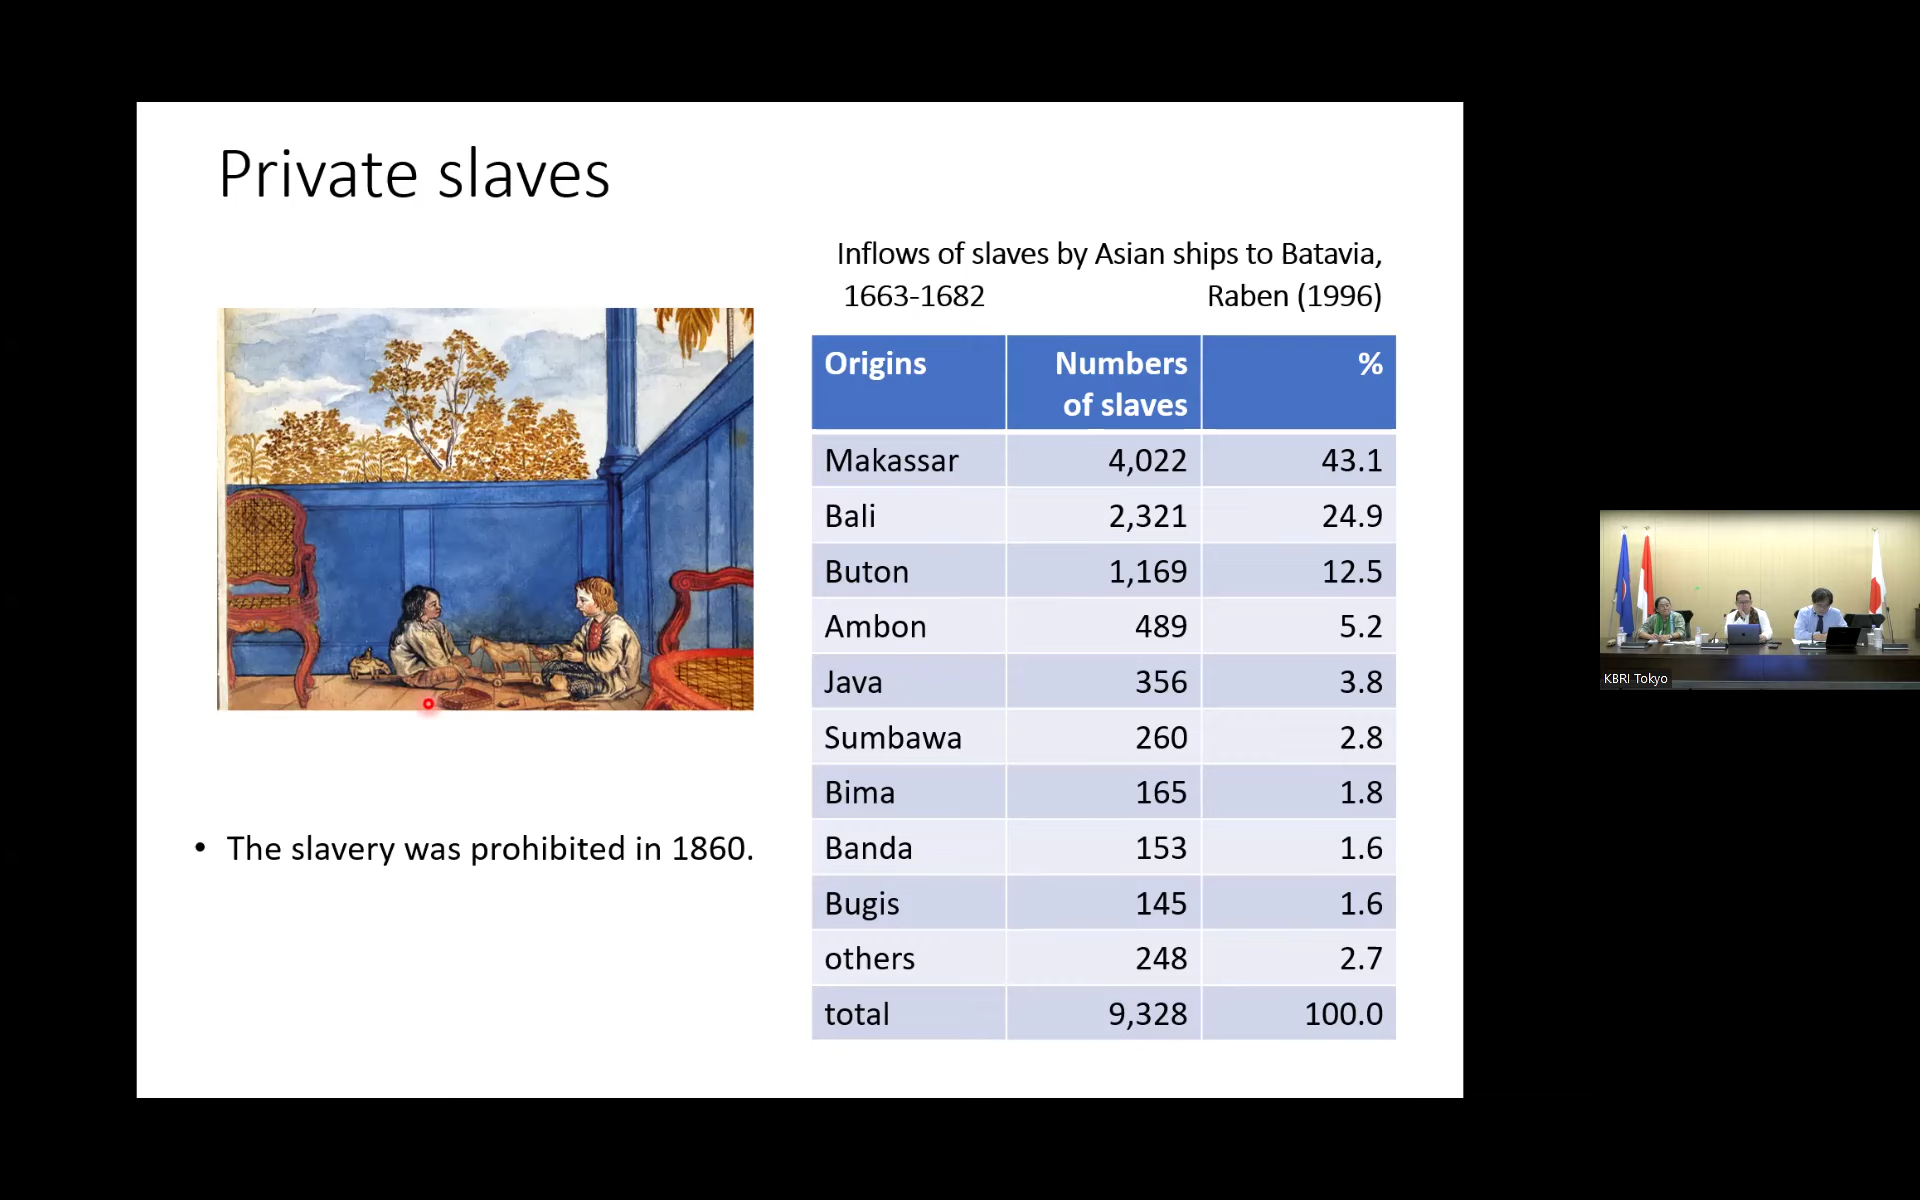 Private slaves
Inflows of slaves by Asian ships to Batavia,
1663-1682 Raben (1996)
Origins Numbers of slaves %
Makassar 4,022 43.1
Bali 2,321 24.9
Buton 1,169 12.5
Ambon 489 5.2
Java 356 3.8
Sumbawa 260 2.8
Bima 165 1.8
Banda 153 1.6
Bugis 145 1.6
others 248 2.7
total 9,328 100.0
• The slavery was prohibited in 1860.
KBRI Tokyo